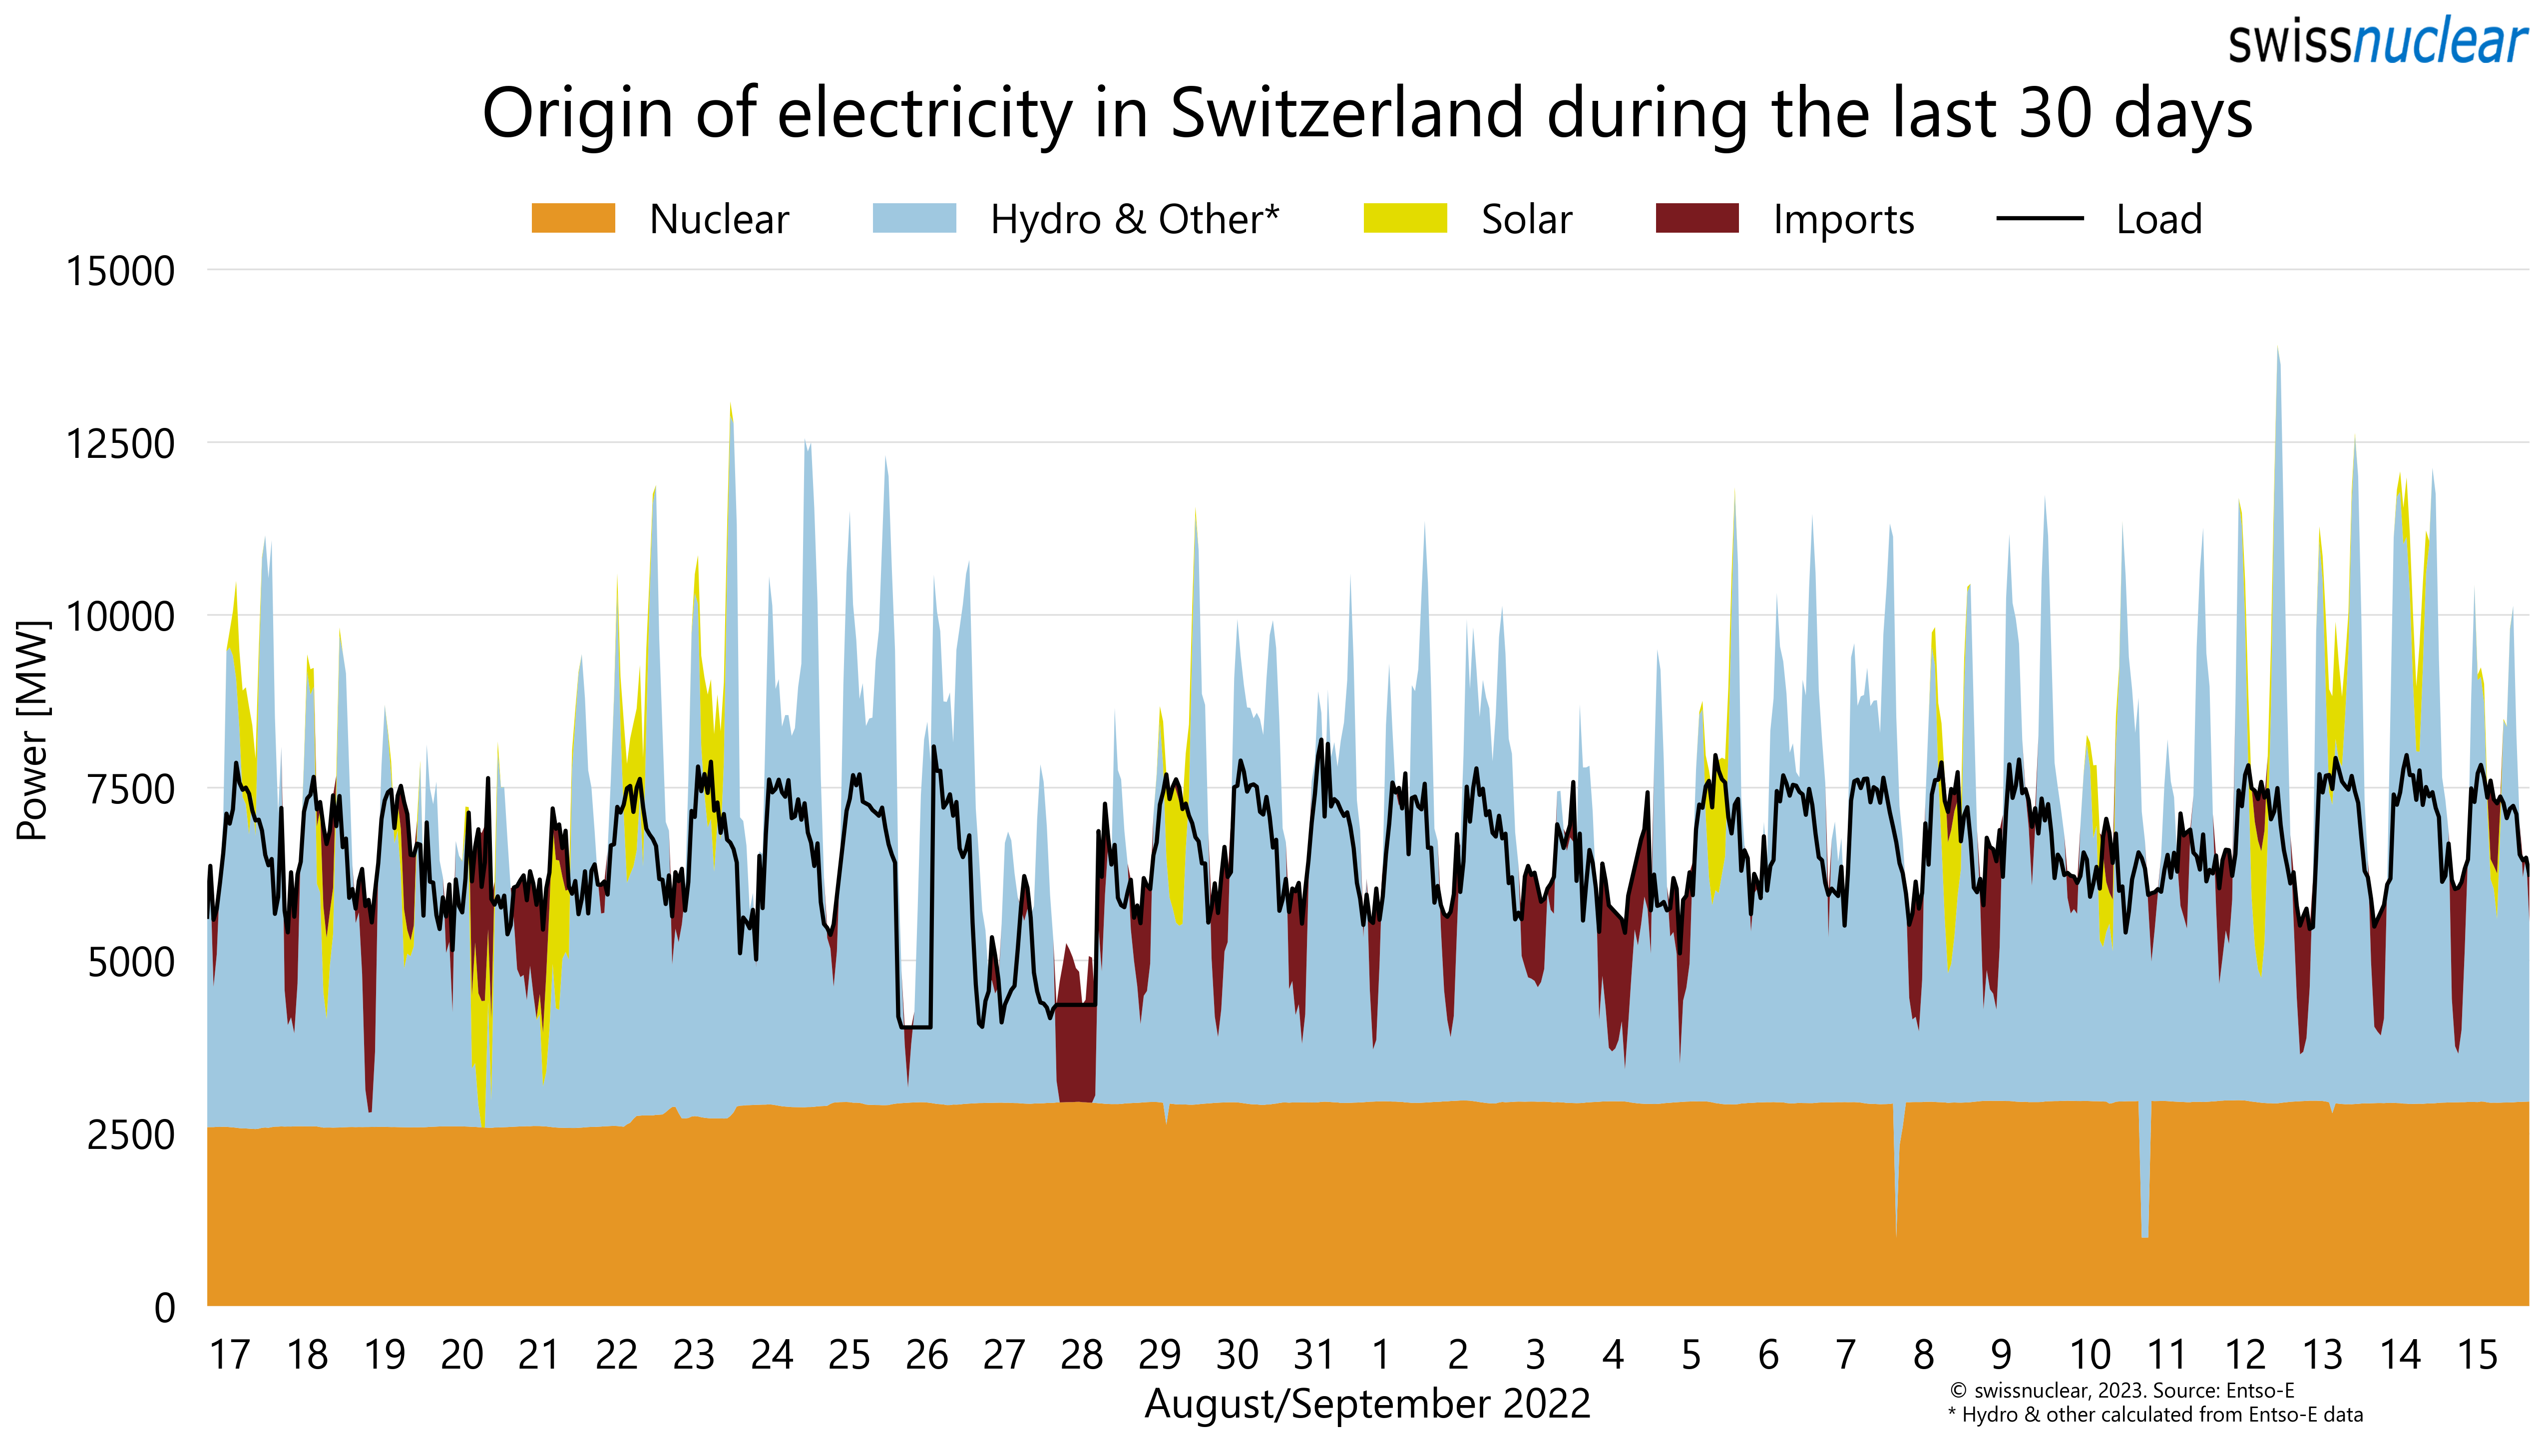 swissnuclear
Origin of electricity in Switzerland during the last 30 days
Nuclear Hydro & Other* Solar Imports Load
15000
12500
10000
7500
5000
2500
0
Power [MW]
17 18 19 20 21 22 23 24 25 26 27 28 29 30 31 1 2 3 4 5 6 7 8 9 10 11 12 13 14 15
August/September 2022
© swissnuclear, 2023. Source: Entso-E
* Hydro & other calculated from Entso-E data